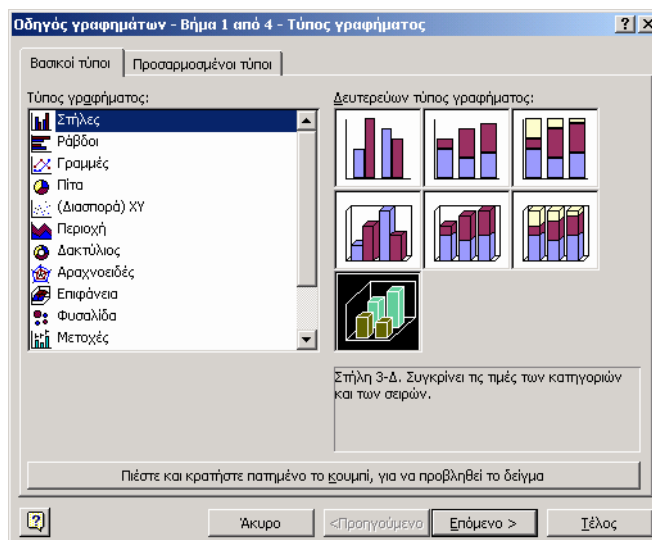 Οδηγός γραφημάτων - Βήμα 1 από 4 - Τύπος γραφήματος
Βασικοί τύποι
Προσαρμοσμένοι τύποι
Τύπος γραφήματος:
Στήλες
Ράβδοι
Γραμμές
Πίτα
(Διασπορά) XY
Περιοχή
Δακτύλιος
Αραχνοειδές
Επιφάνεια
Φυσαλίδα
Μετοχές
Δευτερεύων τύπος γραφήματος:
Στήλη 3-Δ. Συγκρίνει τις τιμές των κατηγοριών
και των σειρών.
Πιέστε και κρατήστε πατημένο το κουμπί, για να προβληθεί το δείγμα
Άκυρο
<Προηγούμενο
Επόμενο >
Τέλος